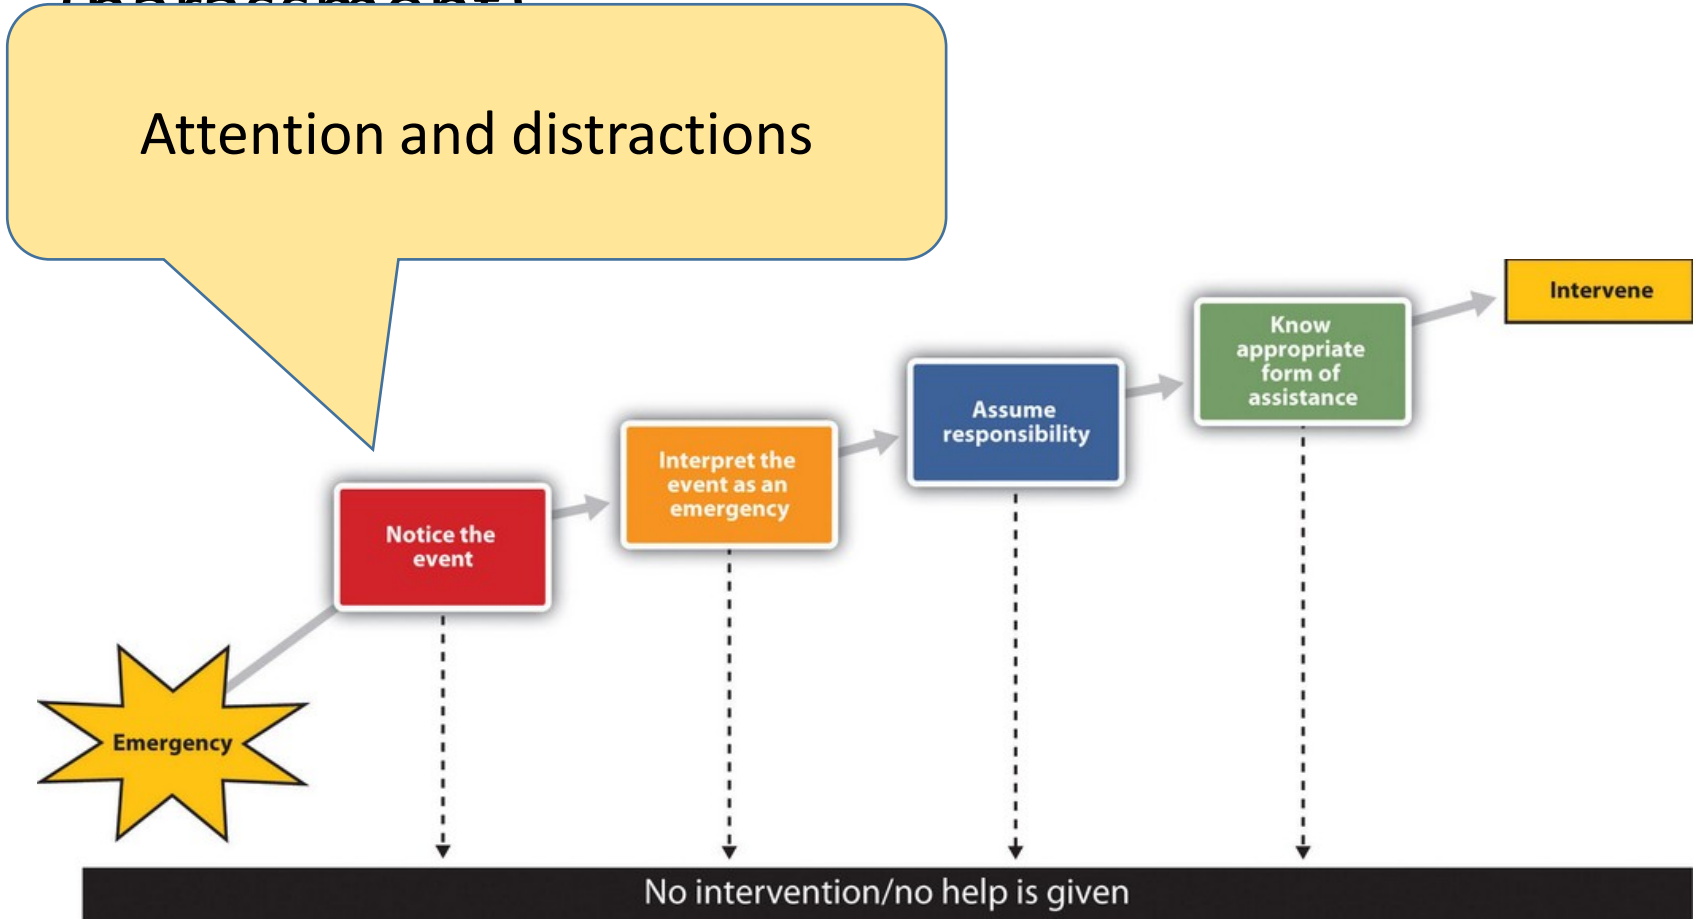 Attention and distractions
Intervene
Know
appropriate
form of
assistance
Assume
responsibility
Interpret the
event as an
emergency
Notice the
event
Emergency
No intervention/no help is given